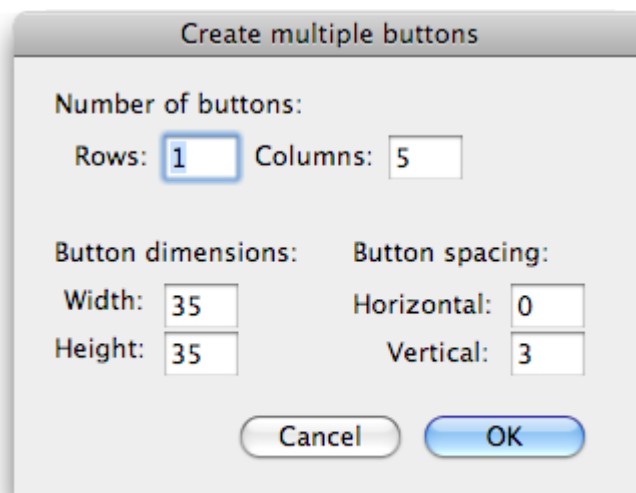 Create multiple buttons
Number of buttons:
Rows: 1 Columns: 5
Button dimensions: Button spacing:
Width: 35 Horizontal: 0
Height: 35 Vertical: 3
Cancel OK